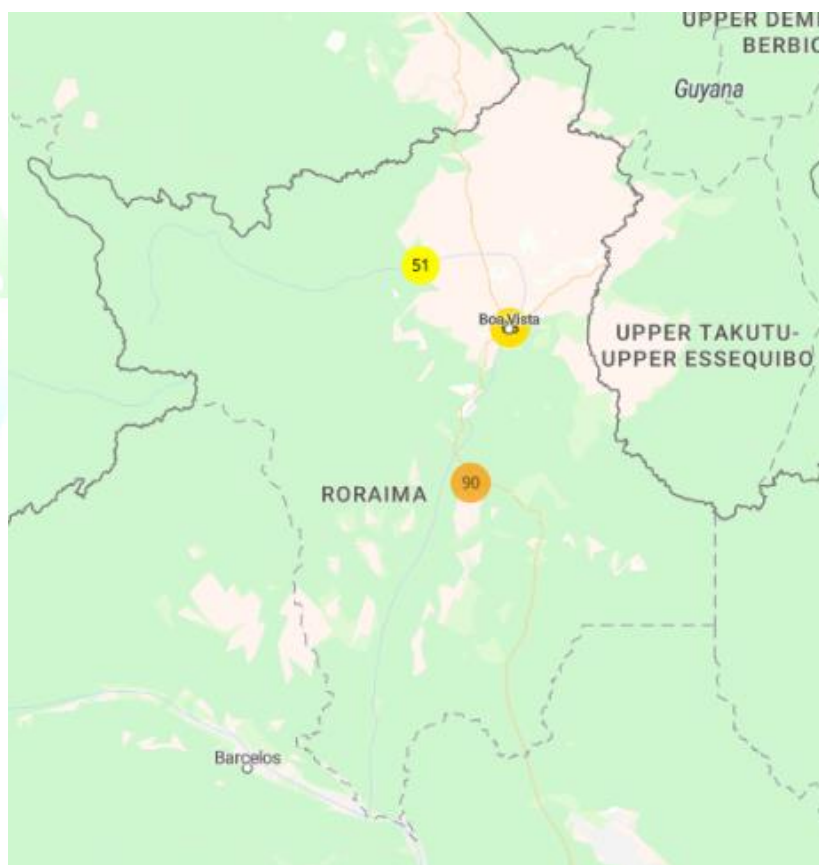 UPPER DEM
BERBIC
Guyana
51
Boa Vista
UPPER TAKUTU-
UPPER ESSEQUIBO
90
RORAIMA
Barcelos